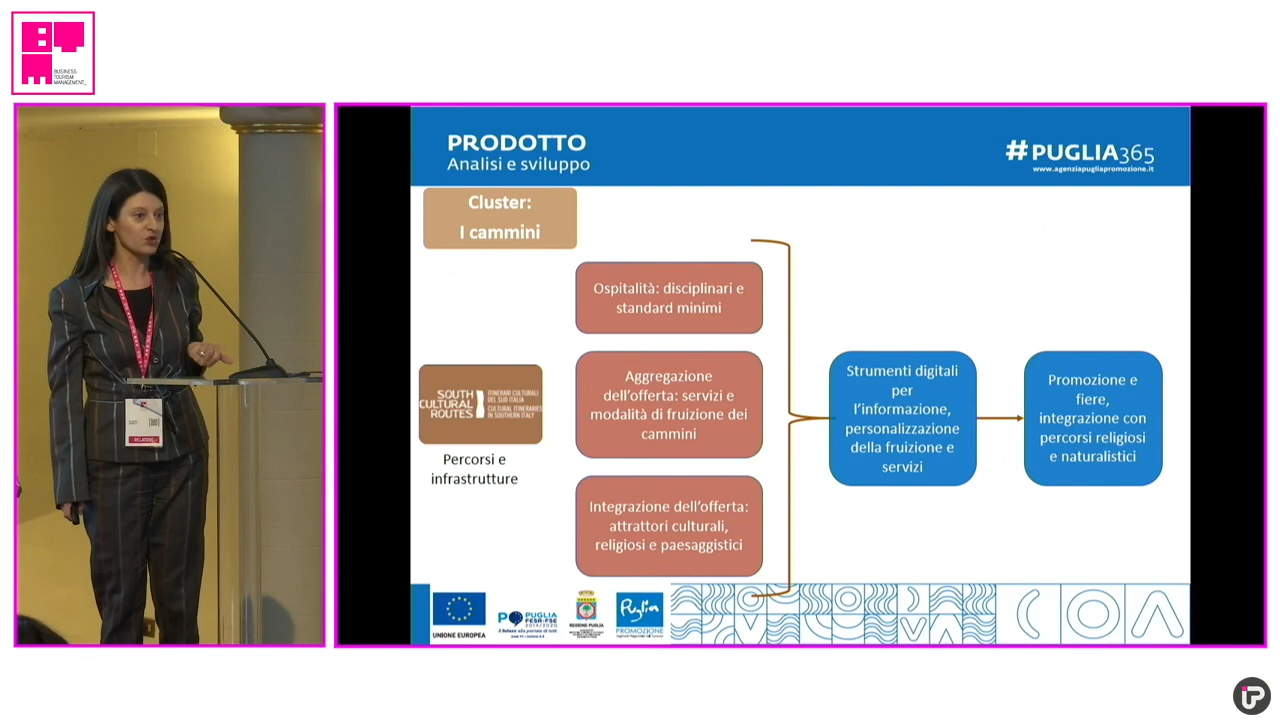 BUSINESS
TOURISM
MANAGEMENT_
PRODOTTO
Analisi e sviluppo
#PUGLIA365
www.agenziapugliapromozione.it
Cluster:
I cammini
Ospitalità: disciplinari e
standard minimi
Aggregazione
dell'offerta: servizi e
modalità di fruizione dei
cammini
Integrazione dell'offerta:
attrattori culturali,
religiosi e paesaggistici
SOUTH
CULTURAL
ROUTES
ITINERARI CULTURALI
DEL SUD ITALIA
CULTURAL ITINERARIES
IN SOUTHERN ITALY
Percorsi e
infrastrutture
Strumenti digitali
per
l'informazione,
personalizzazione
della fruizione e
servizi
Promozione e
fiere,
integrazione con
percorsi religiosi
e naturalistici
UNIONE EUROPEA
PUGLIA
FESR-FSE
2014/2020
REGIONE PUGLIA
Puglia
PROMOZIONE
RELATORE